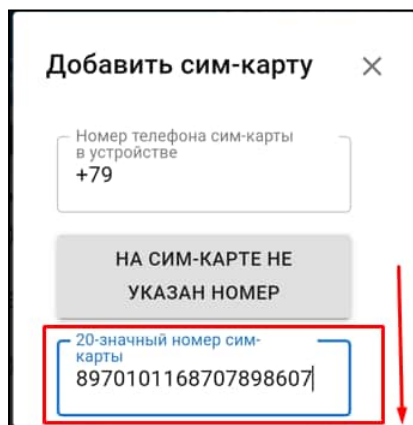 Добавить сим-карту
Номер телефона сим-карты
в устройстве
+79
НА СИМ-КАРТЕ НЕ
УКАЗАН НОМЕР
20-значный номер сим-
карты
8970101168707898607